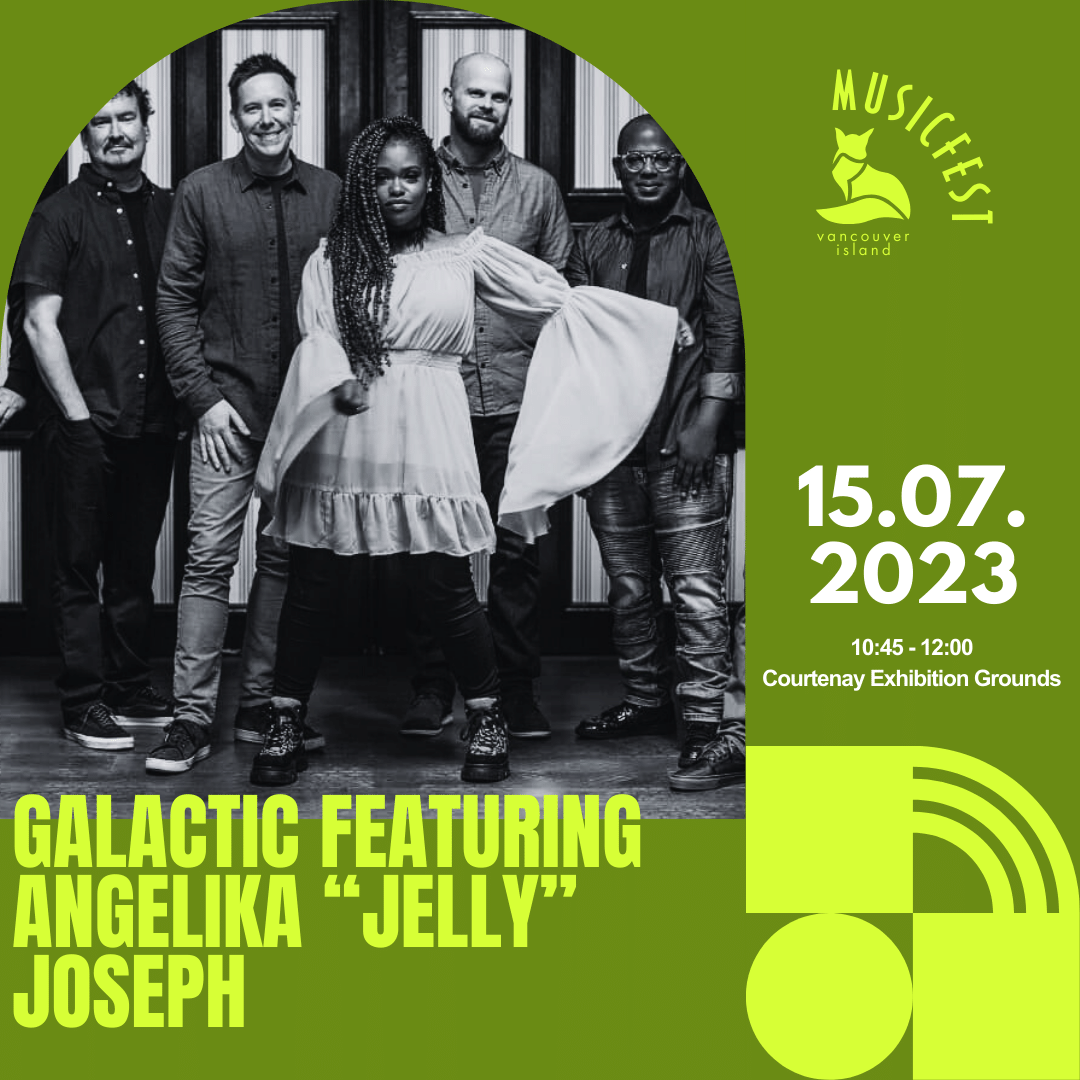 MUSICFEST
vancouver
island
15.07.
2023
10:45 - 12:00
Courtenay Exhibition Grounds
GALACTIC FEATURING
ANGELIKA “JELLY”
JOSEPH